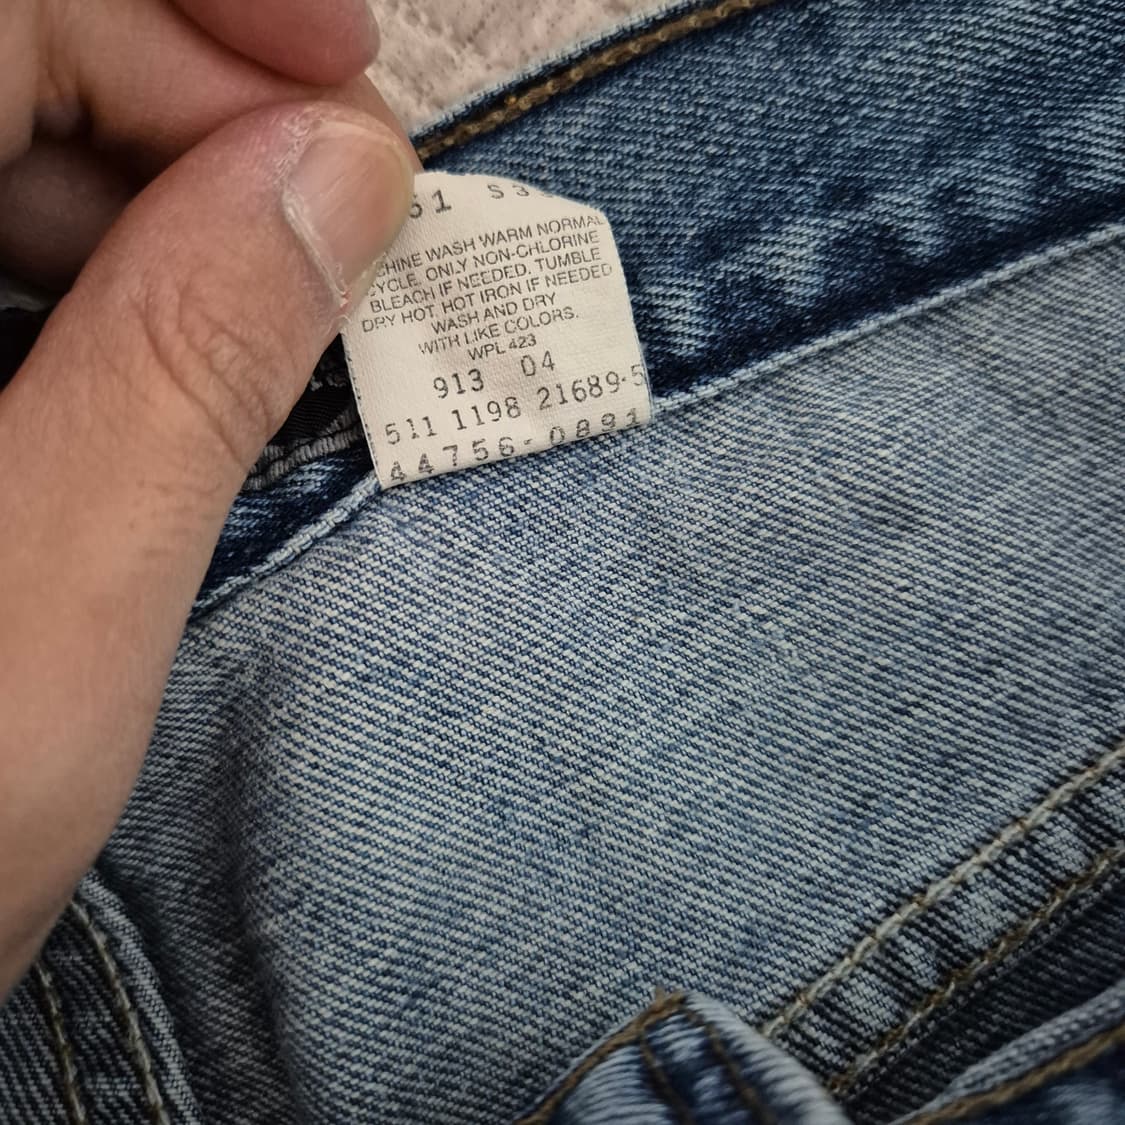 51 S3
CHINE WASH WARM NORMAL
CYCLE. ONLY NON-CHLORINE
BLEACH IF NEEDED. TUMBLE
DRY HOT, HOT IRON IF NEEDED
WASH AND DRY
WITH LIKE COLORS.
WPL 423
913 04
511 1198 21689-5
44756-0891